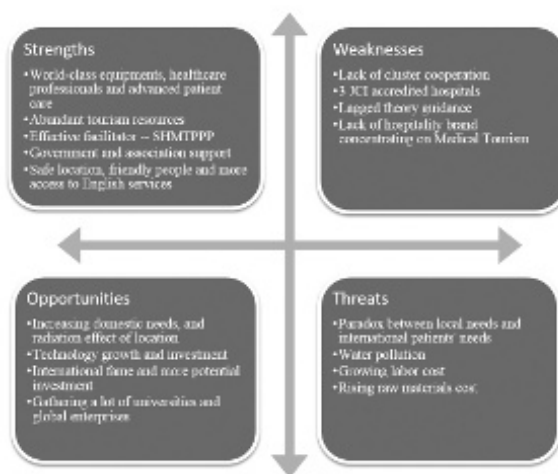 Strengths
•World-class equipments, healthcare
professionals and advanced patient
care
•Abundant tourism resources
•Effective facilitator -- SHMTPPP
•Government and association support
•Safe location, friendly people and more
access to English services
Weaknesses
•Lack of cluster cooperation
•3 JCI accredited hospitals
•Lagged theory guidance
•Lack of hospitality brand
concentrating on Medical Tourism
Opportunities
•Increasing domestic needs, and
radiation effect of location
•Technology growth and investment
•International fame and more potential
investment
•Gathering a lot of universities and
global enterprises
Threats
•Paradox between local needs and
international patients' needs
•Water pollution
•Growing labor cost
•Rising raw materials cost